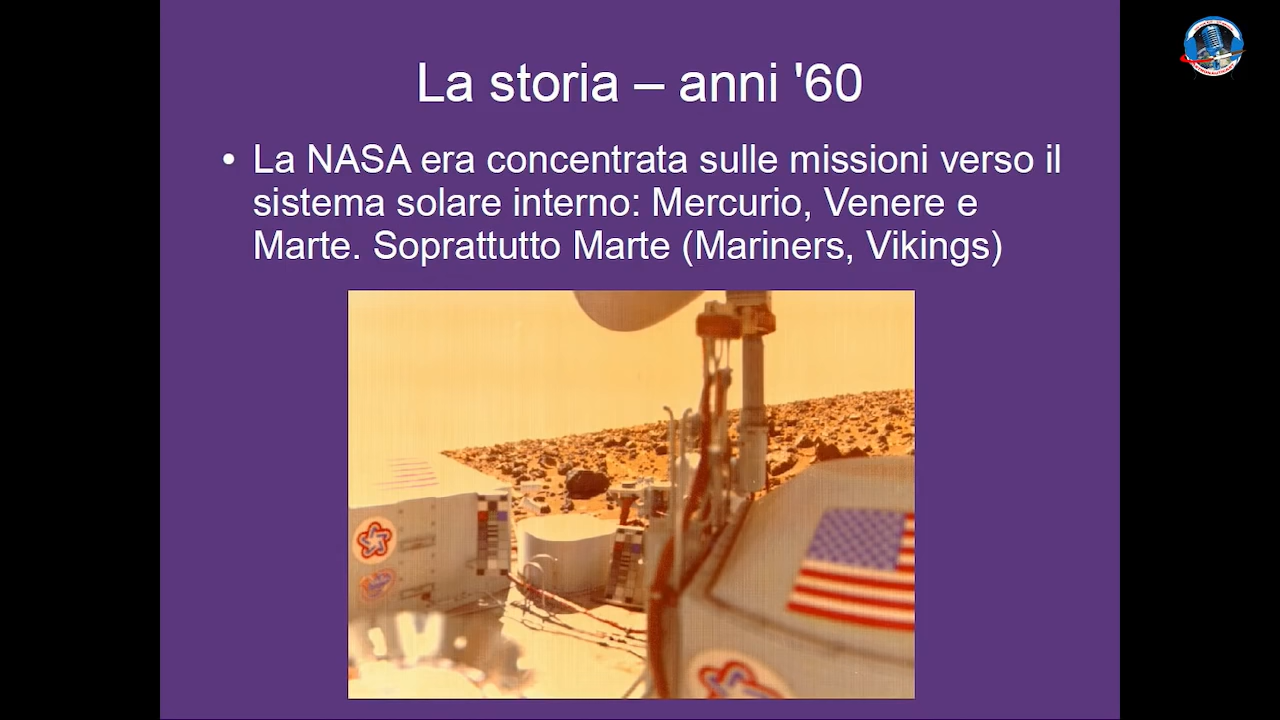 La storia – anni '60
• La NASA era concentrata sulle missioni verso il
sistema solare interno: Mercurio, Venere e
Marte. Soprattutto Marte (Mariners, Vikings)